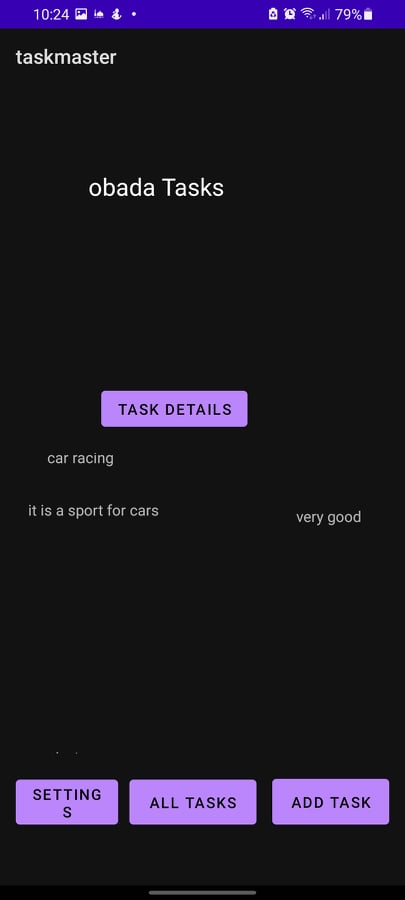 10:24 79%
taskmaster
obada Tasks
TASK DETAILS
car racing
it is a sport for cars
very good
SETTING
S
ALL TASKS
ADD TASK